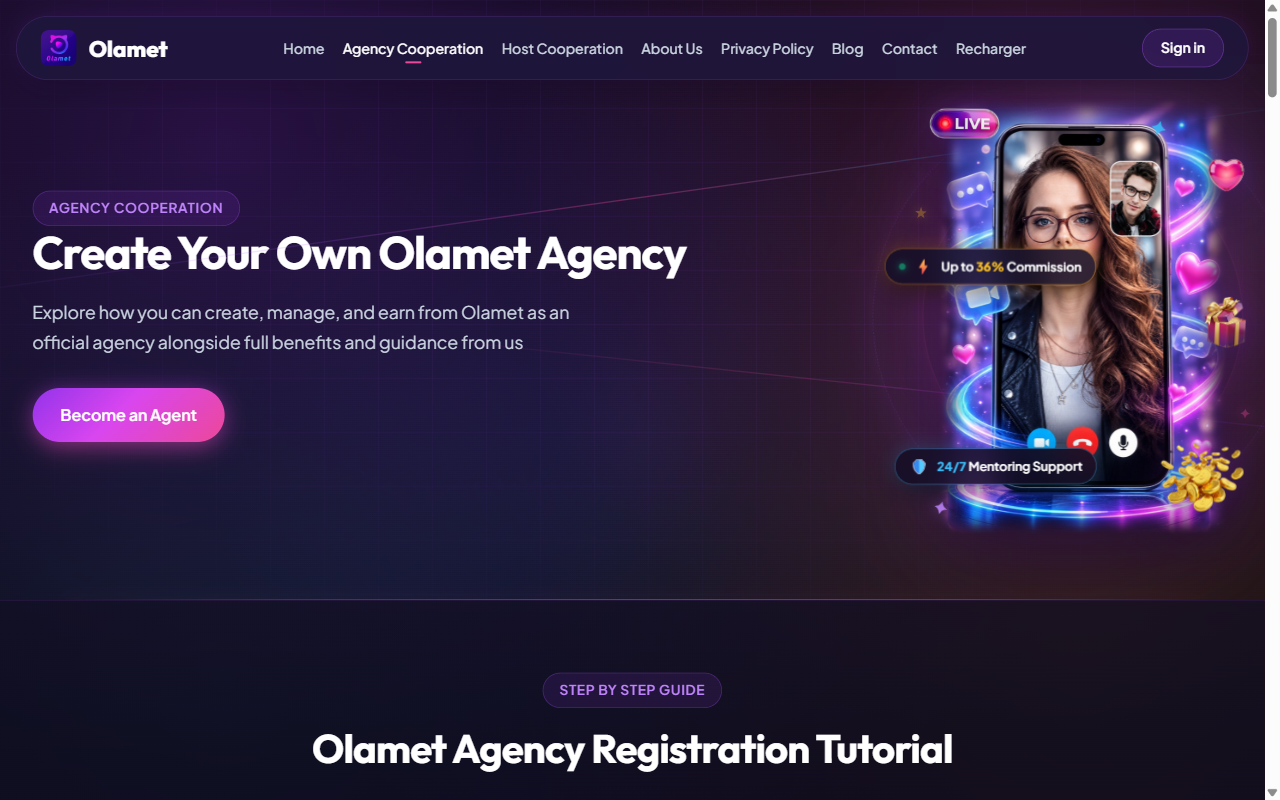 Olamet
Olamet
Home
Agency Cooperation
Host Cooperation
About Us
Privacy Policy
Blog
Contact
Recharger
Sign in
LIVE
AGENCY COOPERATION
Create Your Own Olamet Agency
Explore how you can create, manage, and earn from Olamet as an
official agency alongside full benefits and guidance from us
Up to 36% Commission
Become an Agent
24/7 Mentoring Support
STEP BY STEP GUIDE
Olamet Agency Registration Tutorial